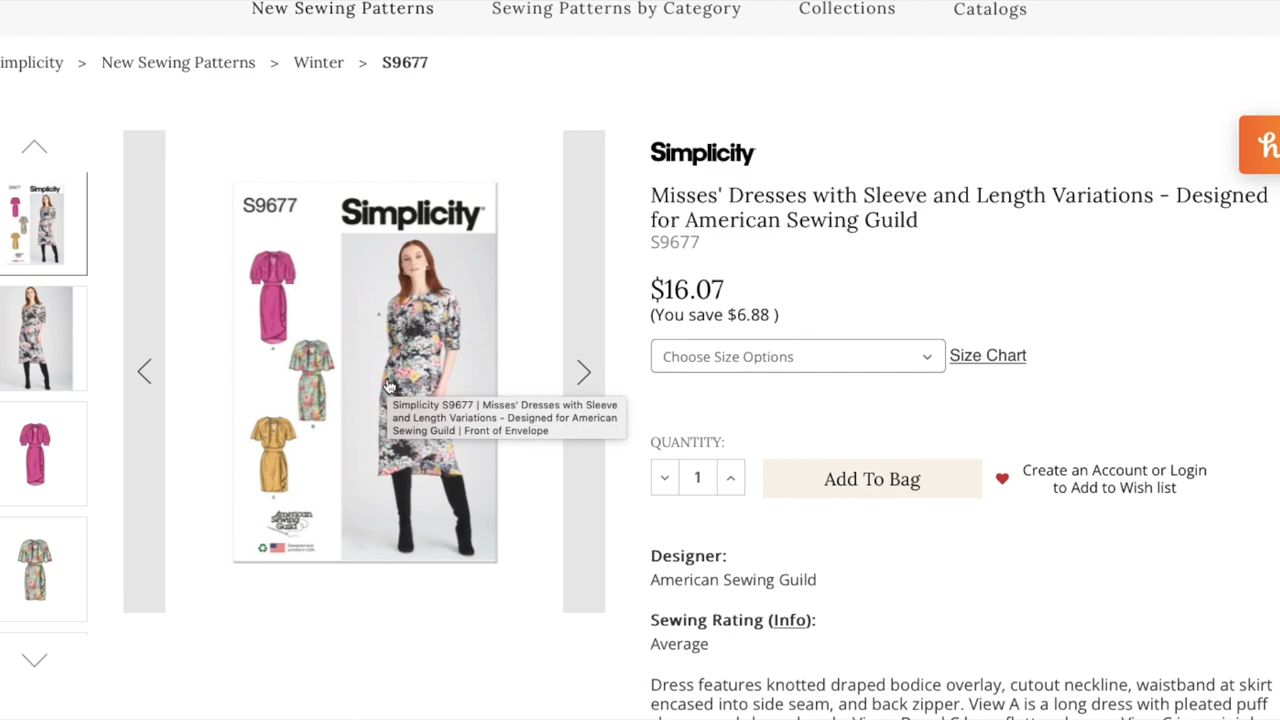 New Sewing Patterns Sewing Patterns by Category Collections Catalogs
implicity > New Sewing Patterns > Winter > S9677
Simplicity
Misses' Dresses with Sleeve and Length Variations - Designed
for American Sewing Guild
S9677
$16.07
(You save $6.88 )
Choose Size Options Size Chart
S9677 Simplicity
A
A
B
C
American
Sewing
Guild
Simplicity S9677 | Misses' Dresses with Sleeve
and Length Variations - Designed for American
Sewing Guild | Front of Envelope
QUANTITY:
1
Add To Bag
Create an Account or Login
to Add to Wish list
Designer:
American Sewing Guild
Sewing Rating (Info):
Average
Dress features knotted draped bodice overlay, cutout neckline, waistband at skirt
encased into side seam, and back zipper. View A is a long dress with pleated puff